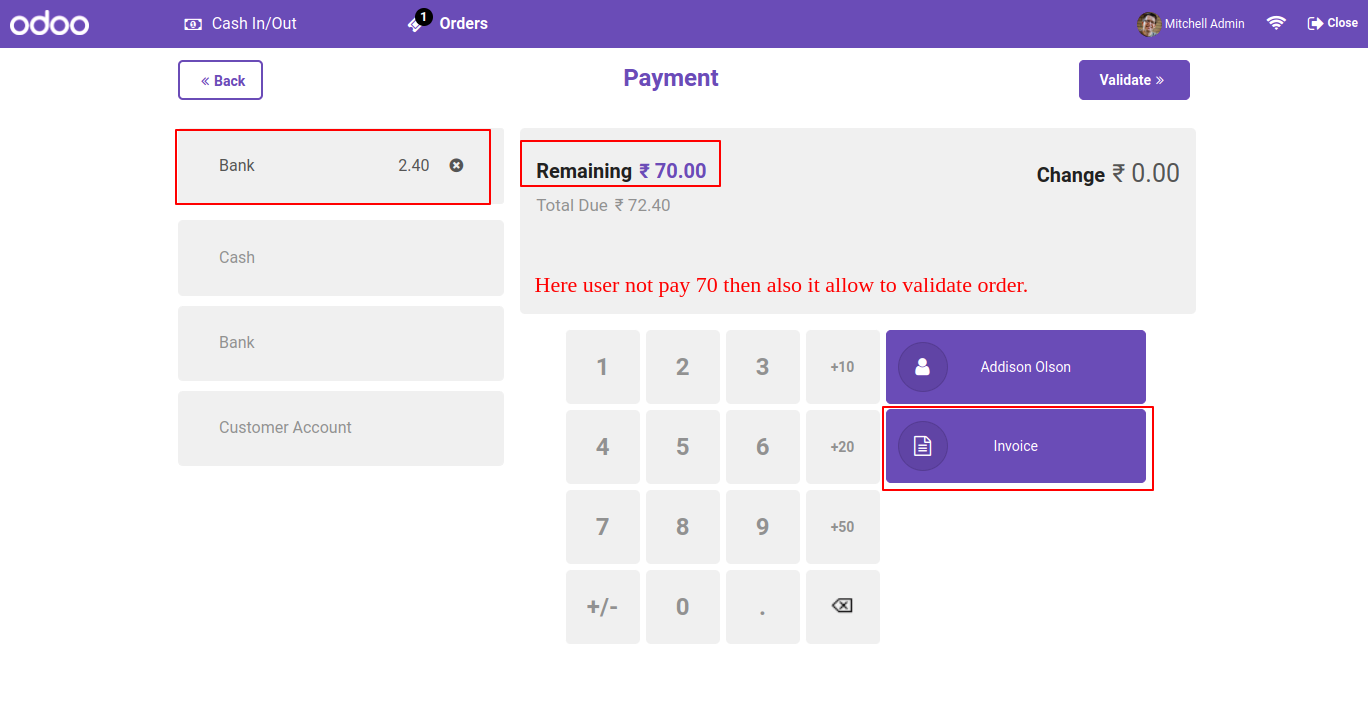 odoo
Cash In/Out
1
Orders
Mitchell Admin
Close
« Back
Payment
Validate »
Bank 2.40
Remaining ₹ 70.00
Change ₹ 0.00
Total Due ₹ 72.40
Cash
Here user not pay 70 then also it allow to validate order.
Bank
Customer Account
1 2 3 +10
Addison Olson
4 5 6 +20
Invoice
7 8 9 +50
+/- 0 .